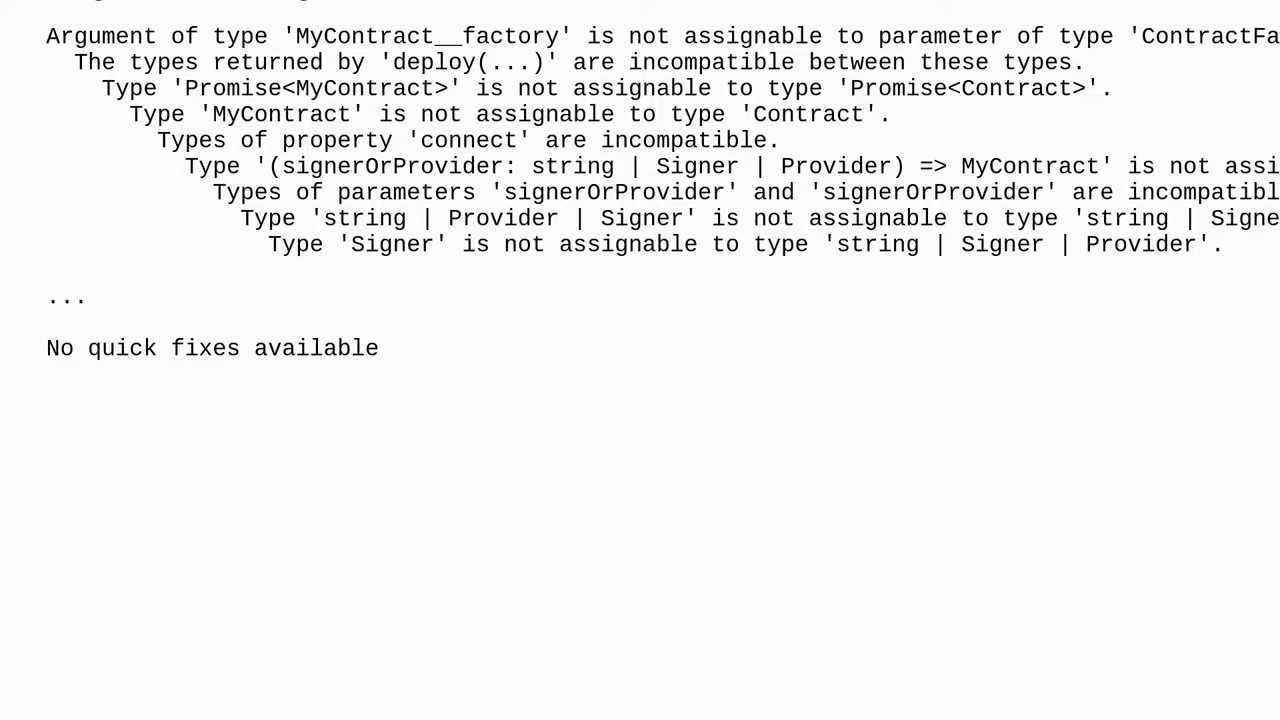 Argument of type 'MyContract__factory' is not assignable to parameter of type 'ContractFa
The types returned by 'deploy(...)' are incompatible between these types.
Type 'Promise<MyContract>' is not assignable to type 'Promise<Contract>'.
Type 'MyContract' is not assignable to type 'Contract'.
Types of property 'connect' are incompatible.
Type '(signerOrProvider: string | Signer | Provider) => MyContract' is not assi
Types of parameters 'signerOrProvider' and 'signerOrProvider' are incompatibl
Type 'string | Provider | Signer' is not assignable to type 'string | Signe
Type 'Signer' is not assignable to type 'string | Signer | Provider'.
...
No quick fixes available